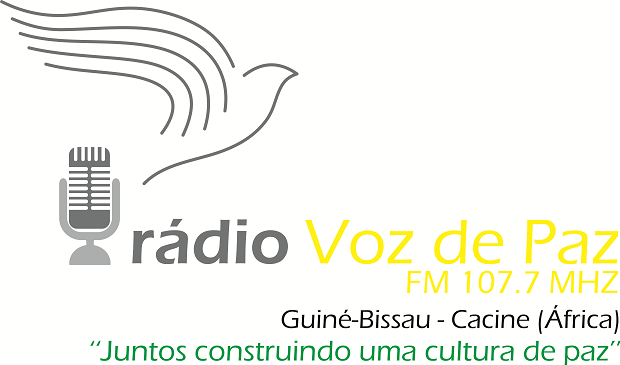 rádio Voz de Paz
FM 107.7 MHZ
Guiné-Bissau - Cacine (África)
“Juntos construindo uma cultura de paz”